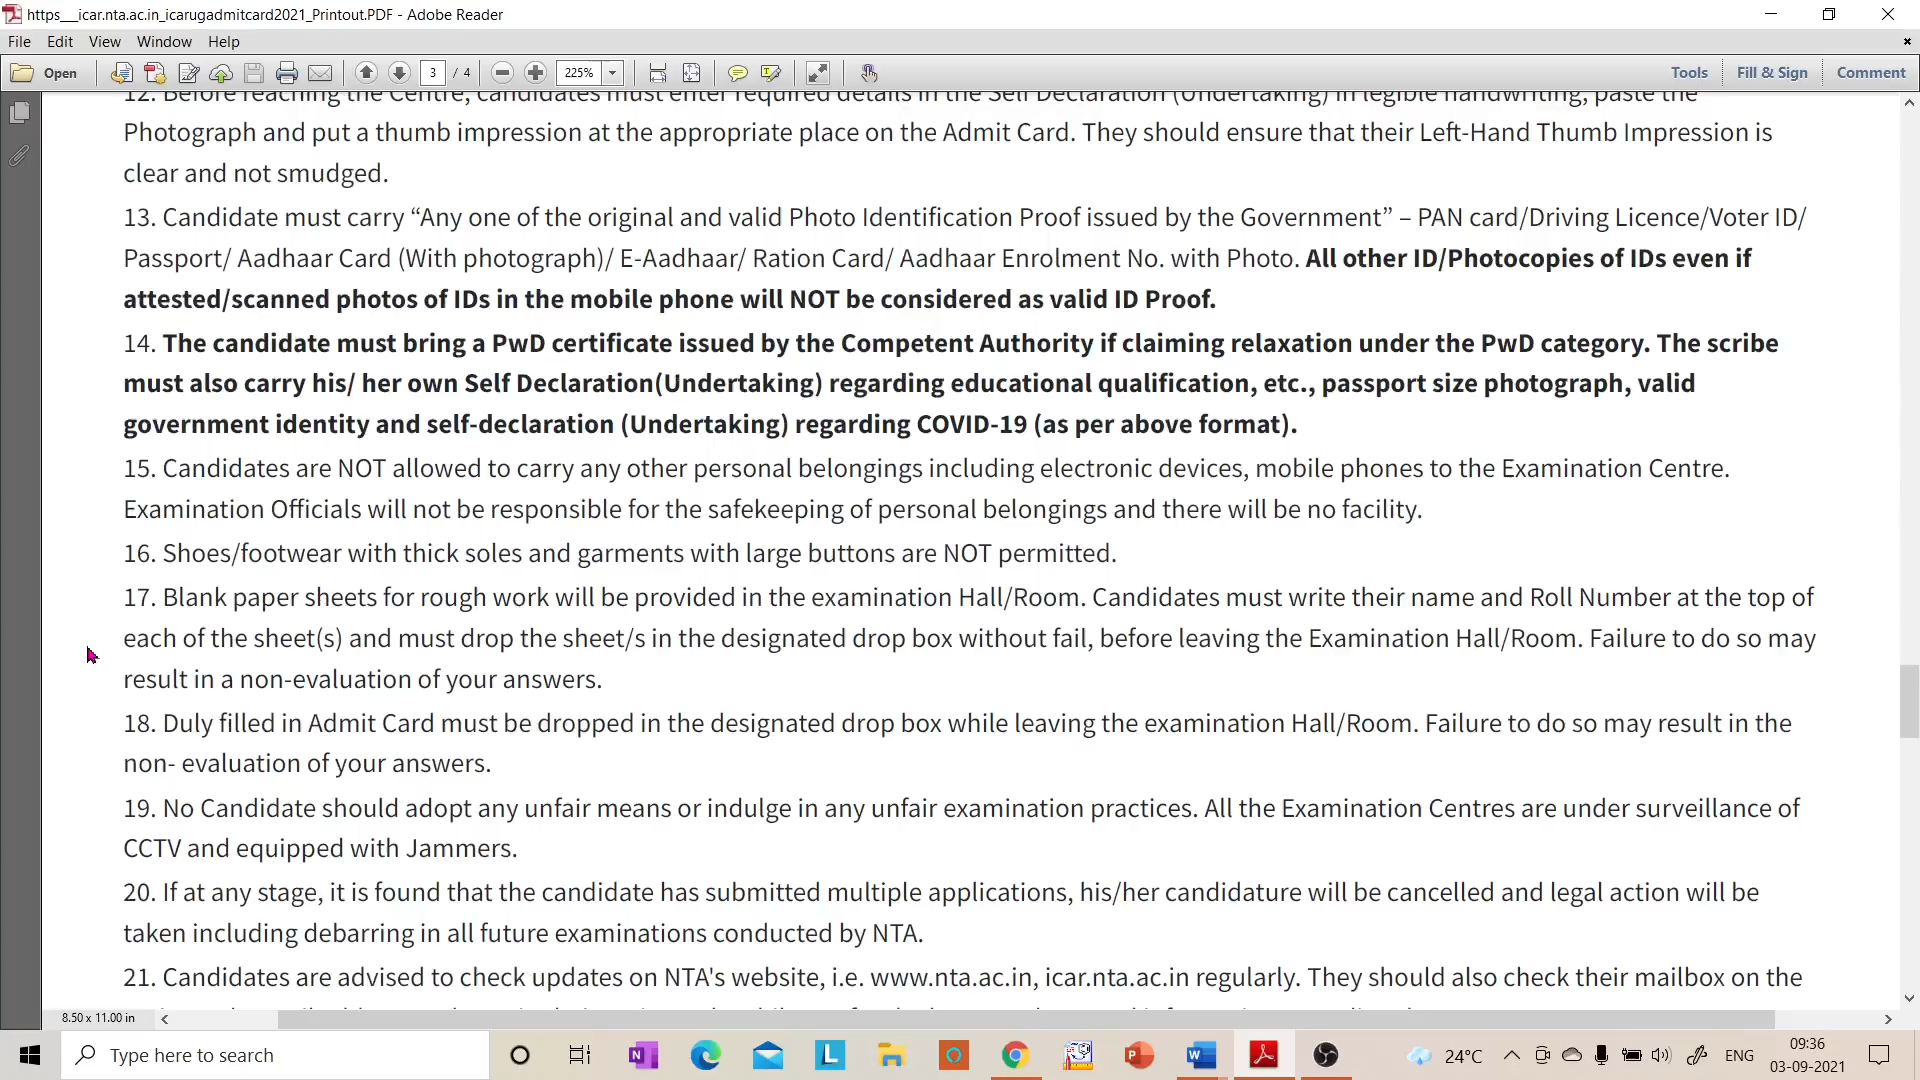 https__icar.nta.ac.in_icarugadmitcard2021_Printout.PDF - Adobe Reader
File Edit View Window Help
Open 3 / 4 225% Tools Fill & Sign Comment
12. Before reaching the Centre, candidates must enter required details in the Self Declaration (Undertaking) in legible handwriting, paste the
Photograph and put a thumb impression at the appropriate place on the Admit Card. They should ensure that their Left-Hand Thumb Impression is
clear and not smudged.
13. Candidate must carry “Any one of the original and valid Photo Identification Proof issued by the Government” – PAN card/Driving Licence/Voter ID/
Passport/ Aadhaar Card (With photograph)/ E-Aadhaar/ Ration Card/ Aadhaar Enrolment No. with Photo. All other ID/Photocopies of IDs even if
attested/scanned photos of IDs in the mobile phone will NOT be considered as valid ID Proof.
14. The candidate must bring a PwD certificate issued by the Competent Authority if claiming relaxation under the PwD category. The scribe
must also carry his/ her own Self Declaration(Undertaking) regarding educational qualification, etc., passport size photograph, valid
government identity and self-declaration (Undertaking) regarding COVID-19 (as per above format).
15. Candidates are NOT allowed to carry any other personal belongings including electronic devices, mobile phones to the Examination Centre.
Examination Officials will not be responsible for the safekeeping of personal belongings and there will be no facility.
16. Shoes/footwear with thick soles and garments with large buttons are NOT permitted.
17. Blank paper sheets for rough work will be provided in the examination Hall/Room. Candidates must write their name and Roll Number at the top of
each of the sheet(s) and must drop the sheet/s in the designated drop box without fail, before leaving the Examination Hall/Room. Failure to do so may
result in a non-evaluation of your answers.
18. Duly filled in Admit Card must be dropped in the designated drop box while leaving the examination Hall/Room. Failure to do so may result in the
non- evaluation of your answers.
19. No Candidate should adopt any unfair means or indulge in any unfair examination practices. All the Examination Centres are under surveillance of
CCTV and equipped with Jammers.
20. If at any stage, it is found that the candidate has submitted multiple applications, his/her candidature will be cancelled and legal action will be
taken including debarring in all future examinations conducted by NTA.
21. Candidates are advised to check updates on NTA's website, i.e. www.nta.ac.in, icar.nta.ac.in regularly. They should also check their mailbox on the
8.50 x 11.00 in
Type here to search
24°C ENG 09:36
03-09-2021